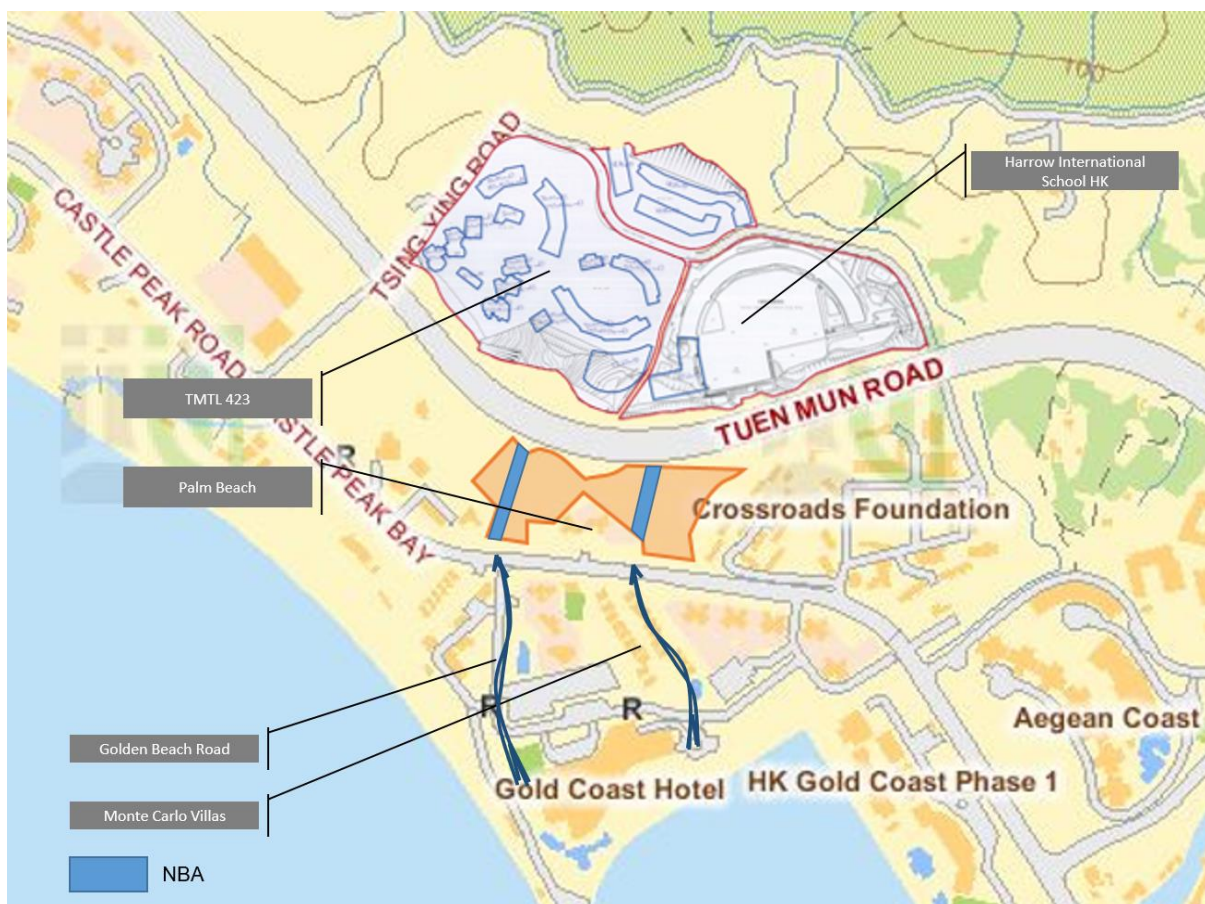 100
Harrow International
School HK
TSING YING ROAD
CASTLE PEAK ROAD
CASTLE PEAK BAY
TMTL 423
TUEN MUN ROAD
R
Palm Beach
Crossroads Foundation
R
R
Golden Beach Road
Aegean Coast
Gold Coast Hotel
HK Gold Coast Phase 1
Monte Carlo Villas
NBA